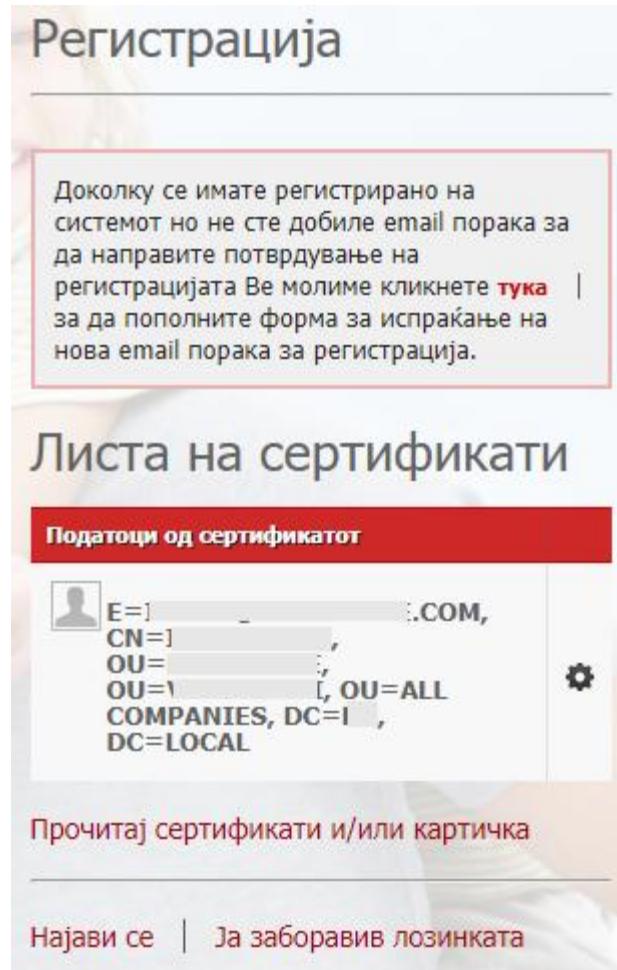 Регистрација
Доколку се имате регистрирано на
системот но не сте добиле email порака за
да направите потврдување на
регистрацијата Ве молиме кликнете тука |
за да пополните форма за испраќање на
нова email порака за регистрација.
Листа на сертификати
Податоци од сертификатот
E= .COM,
CN= ,
OU= ,
OU= , OU=ALL
COMPANIES, DC= ,
DC=LOCAL
Прочитај сертификати и/или картичка
Најави се | Ја заборавив лозинката